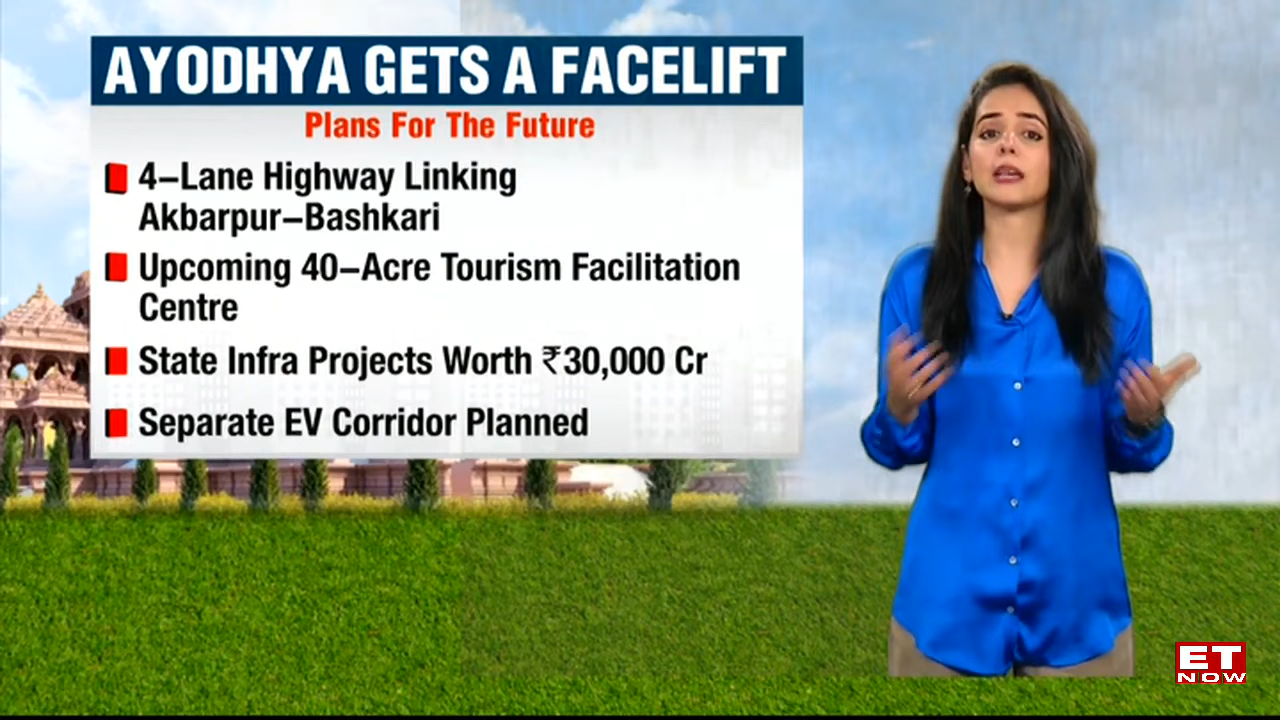 AYODHYA GETS A FACELIFT
Plans For The Future
4–Lane Highway Linking
Akbarpur–Bashkari
Upcoming 40–Acre Tourism Facilitation
Centre
State Infra Projects Worth ₹30,000 Cr
Separate EV Corridor Planned
ET
NOW